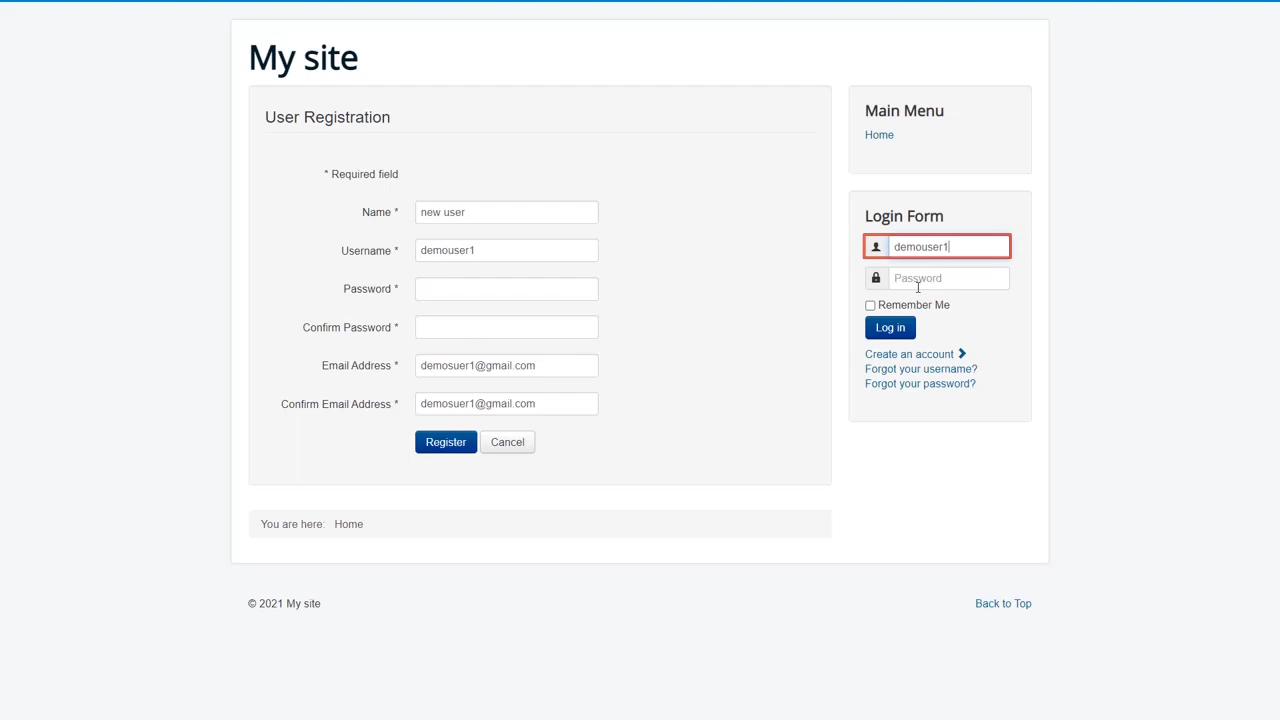 My site
User Registration
* Required field
Name * new user
Username * demouser1
Password *
Confirm Password *
Email Address * demosuer1@gmail.com
Confirm Email Address * demosuer1@gmail.com
Register Cancel
You are here: Home
Main Menu
Home
Login Form
demouser1
Password
Remember Me
Log in
Create an account
Forgot your username?
Forgot your password?
© 2021 My site
Back to Top